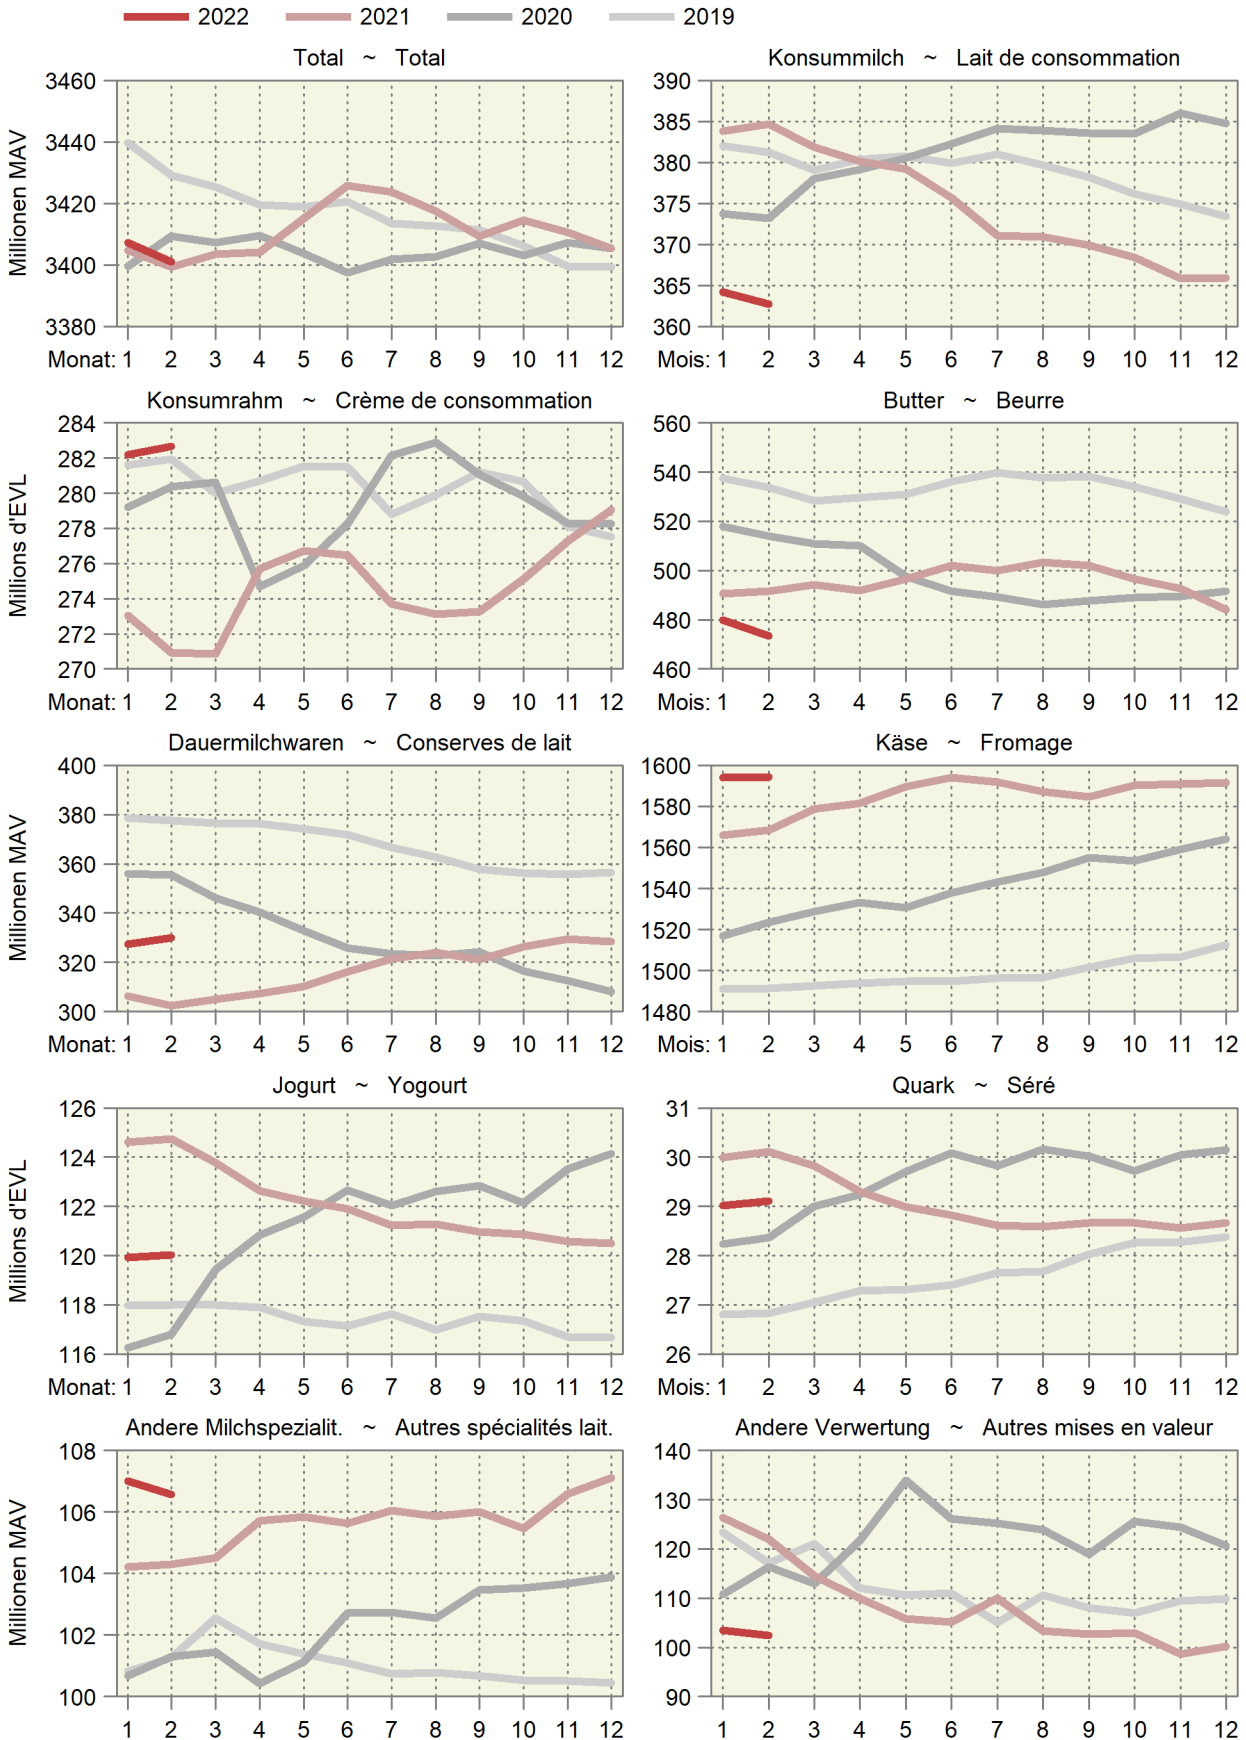 2022 2021 2020 2019
Total ~ Total
Millionen MAV
3460
3440
3420
3400
3380
Monat: 1 2 3 4 5 6 7 8 9 10 11 12
Konsummilch ~ Lait de consommation
390
385
380
375
370
365
360
Mois: 1 2 3 4 5 6 7 8 9 10 11 12
Konsumrahm ~ Crème de consommation
Millions d'EVL
284
282
280
278
276
274
272
270
Monat: 1 2 3 4 5 6 7 8 9 10 11 12
Butter ~ Beurre
560
540
520
500
480
460
Mois: 1 2 3 4 5 6 7 8 9 10 11 12
Dauermilchwaren ~ Conserves de lait
Millionen MAV
400
380
360
340
320
300
Monat: 1 2 3 4 5 6 7 8 9 10 11 12
Käse ~ Fromage
1600
1580
1560
1540
1520
1500
1480
Mois: 1 2 3 4 5 6 7 8 9 10 11 12
Jogurt ~ Yogourt
Millions d'EVL
126
124
122
120
118
116
Monat: 1 2 3 4 5 6 7 8 9 10 11 12
Quark ~ Séré
31
30
29
28
27
26
Mois: 1 2 3 4 5 6 7 8 9 10 11 12
Andere Milchspezialit. ~ Autres spécialités lait.
Millionen MAV
108
106
104
102
100
1 2 3 4 5 6 7 8 9 10 11 12
Andere Verwertung ~ Autres mises en valeur
140
130
120
110
100
90
1 2 3 4 5 6 7 8 9 10 11 12